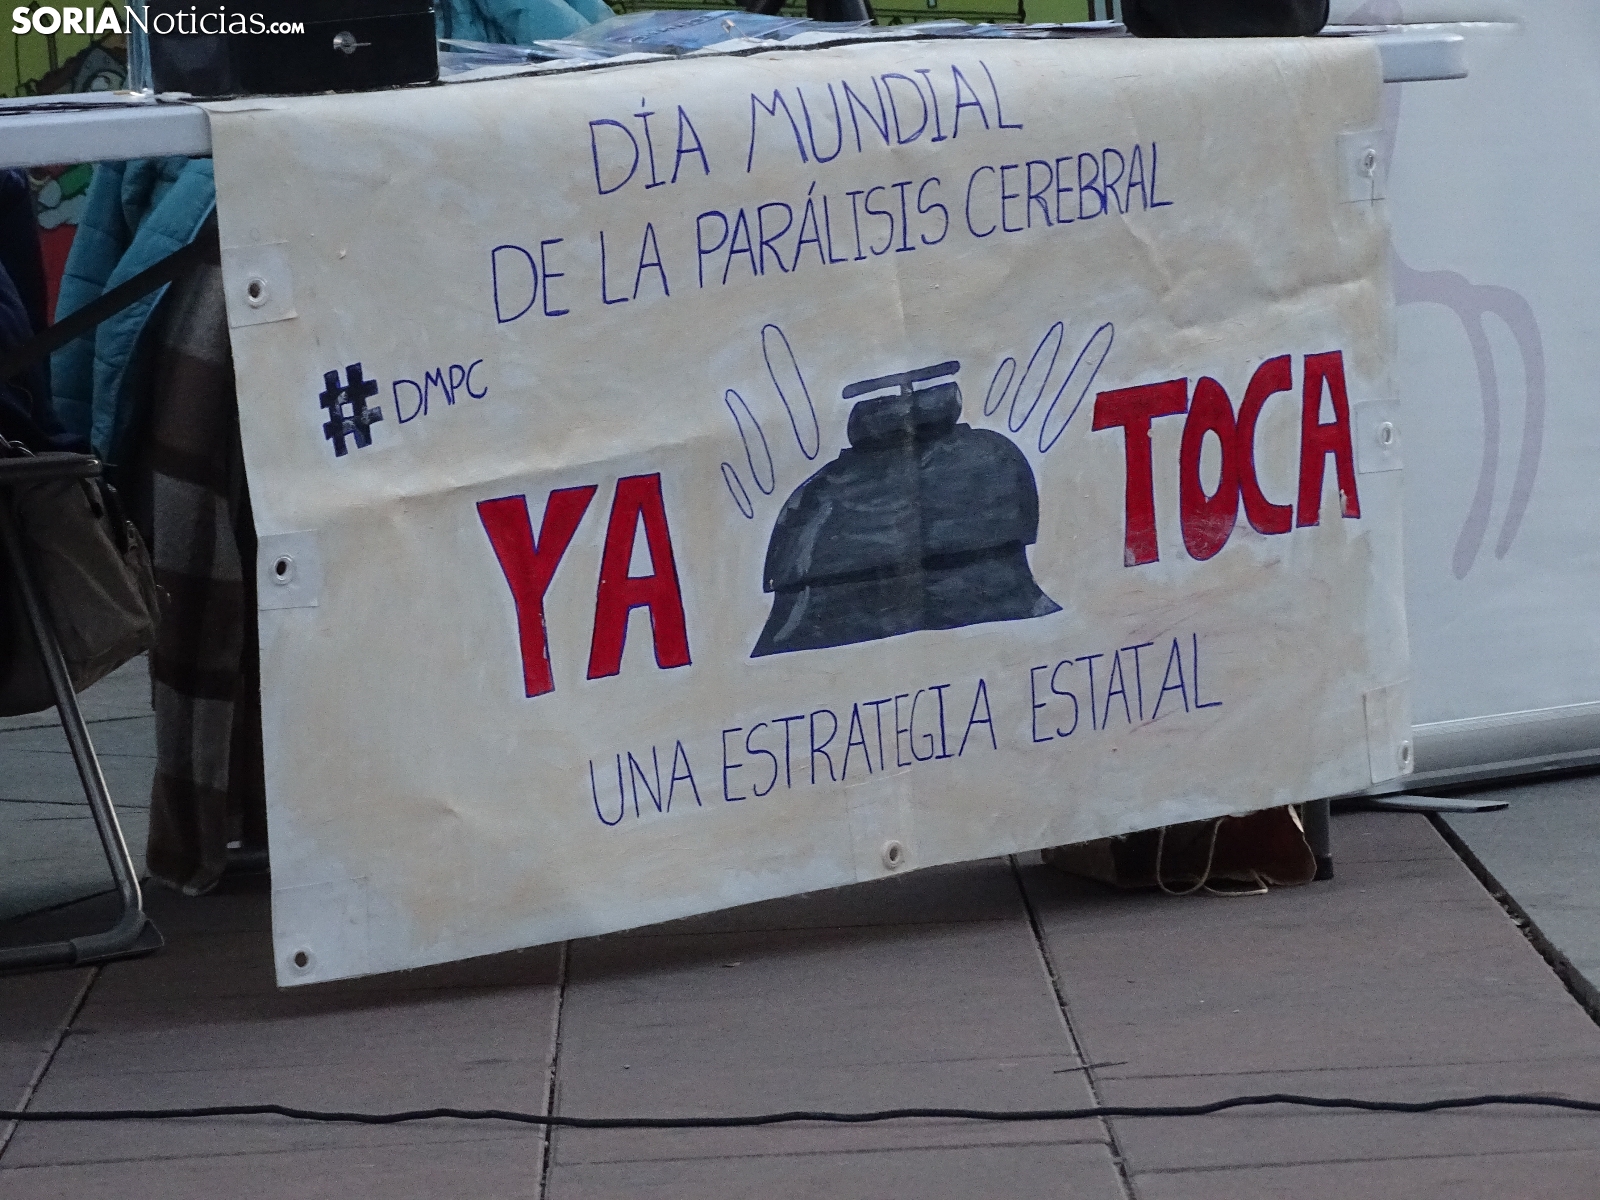 SORIANoticias.com
DÍA MUNDIAL
DE LA PARÁLISIS CEREBRAL
#DMPC
YA TOCA
UNA ESTRATEGIA ESTATAL